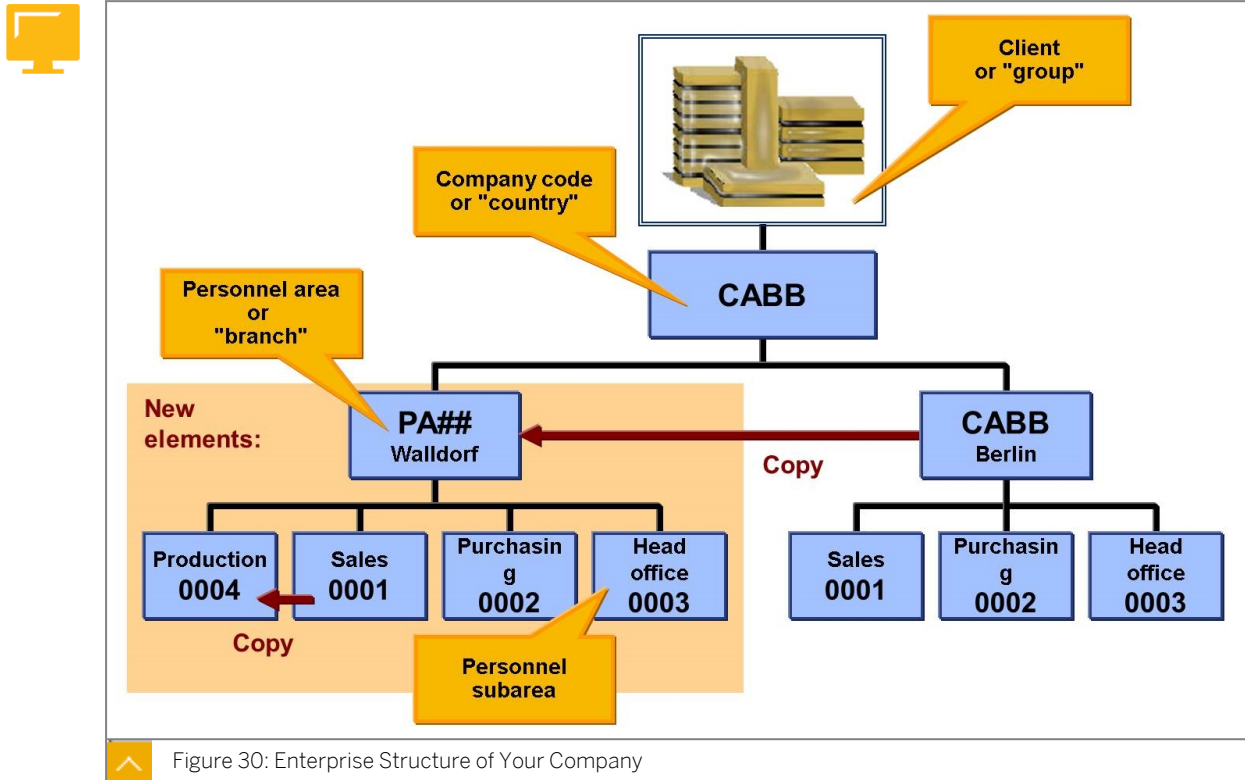 Client
or "group"
Company code
or "country"
CABB
Personnel area
or
"branch"
New
elements:
PA##
Walldorf
Copy
CABB
Berlin
Production
0004
Sales
0001
Purchasin
g
0002
Head
office
0003
Copy
Personnel
subarea
Sales
0001
Purchasin
g
0002
Head
office
0003
Figure 30: Enterprise Structure of Your Company